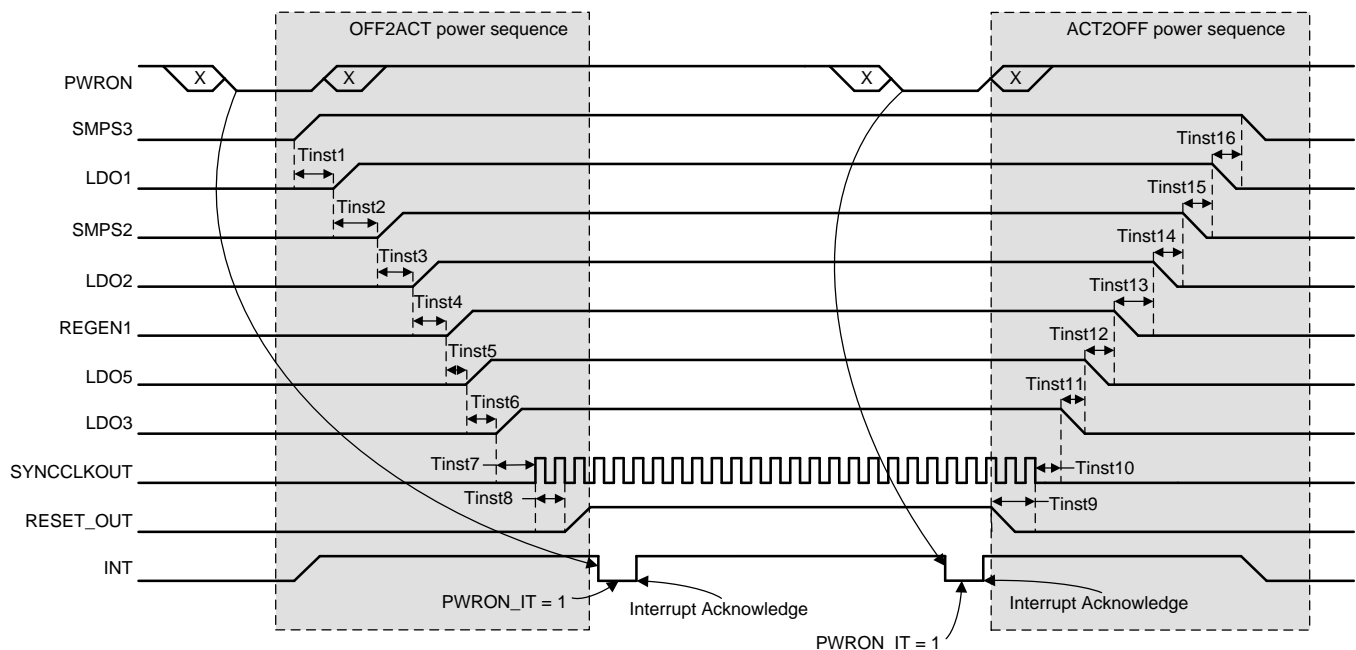 OFF2ACT power sequence
ACT2OFF power sequence
PWRON
X
X
X
X
SMPS3
Tinst1
Tinst16
LDO1
Tinst2
Tinst15
SMPS2
Tinst3
Tinst14
LDO2
Tinst4
Tinst13
REGEN1
Tinst5
Tinst12
LDO5
Tinst6
Tinst11
LDO3
Tinst7
Tinst10
SYNCCLKOUT
Tinst8
Tinst9
RESET_OUT
INT
PWRON_IT = 1
Interrupt Acknowledge
Interrupt Acknowledge
PWRON_IT = 1